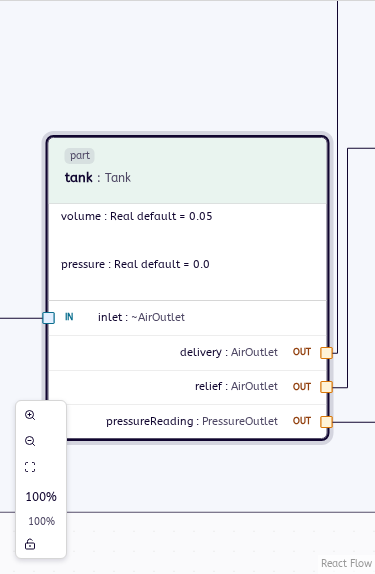 part
tank : Tank
volume : Real default = 0.05
pressure : Real default = 0.0
IN inlet : ~AirOutlet
delivery : AirOutlet OUT
relief : AirOutlet OUT
pressureReading : PressureOutlet OUT
100%
100%
React Flow